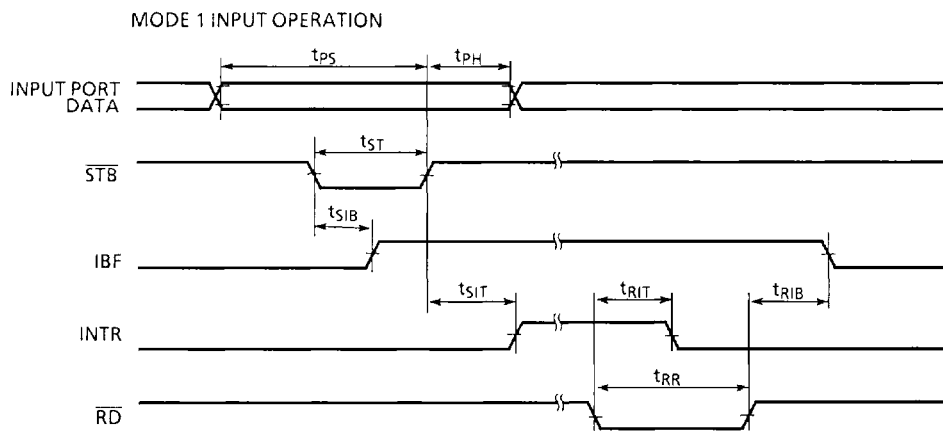 MODE 1 INPUT OPERATION
tPS
tPH
INPUT PORT
DATA
tST
STB
tSIB
IBF
tSIT
tRIT
tRIB
INTR
tRR
RD